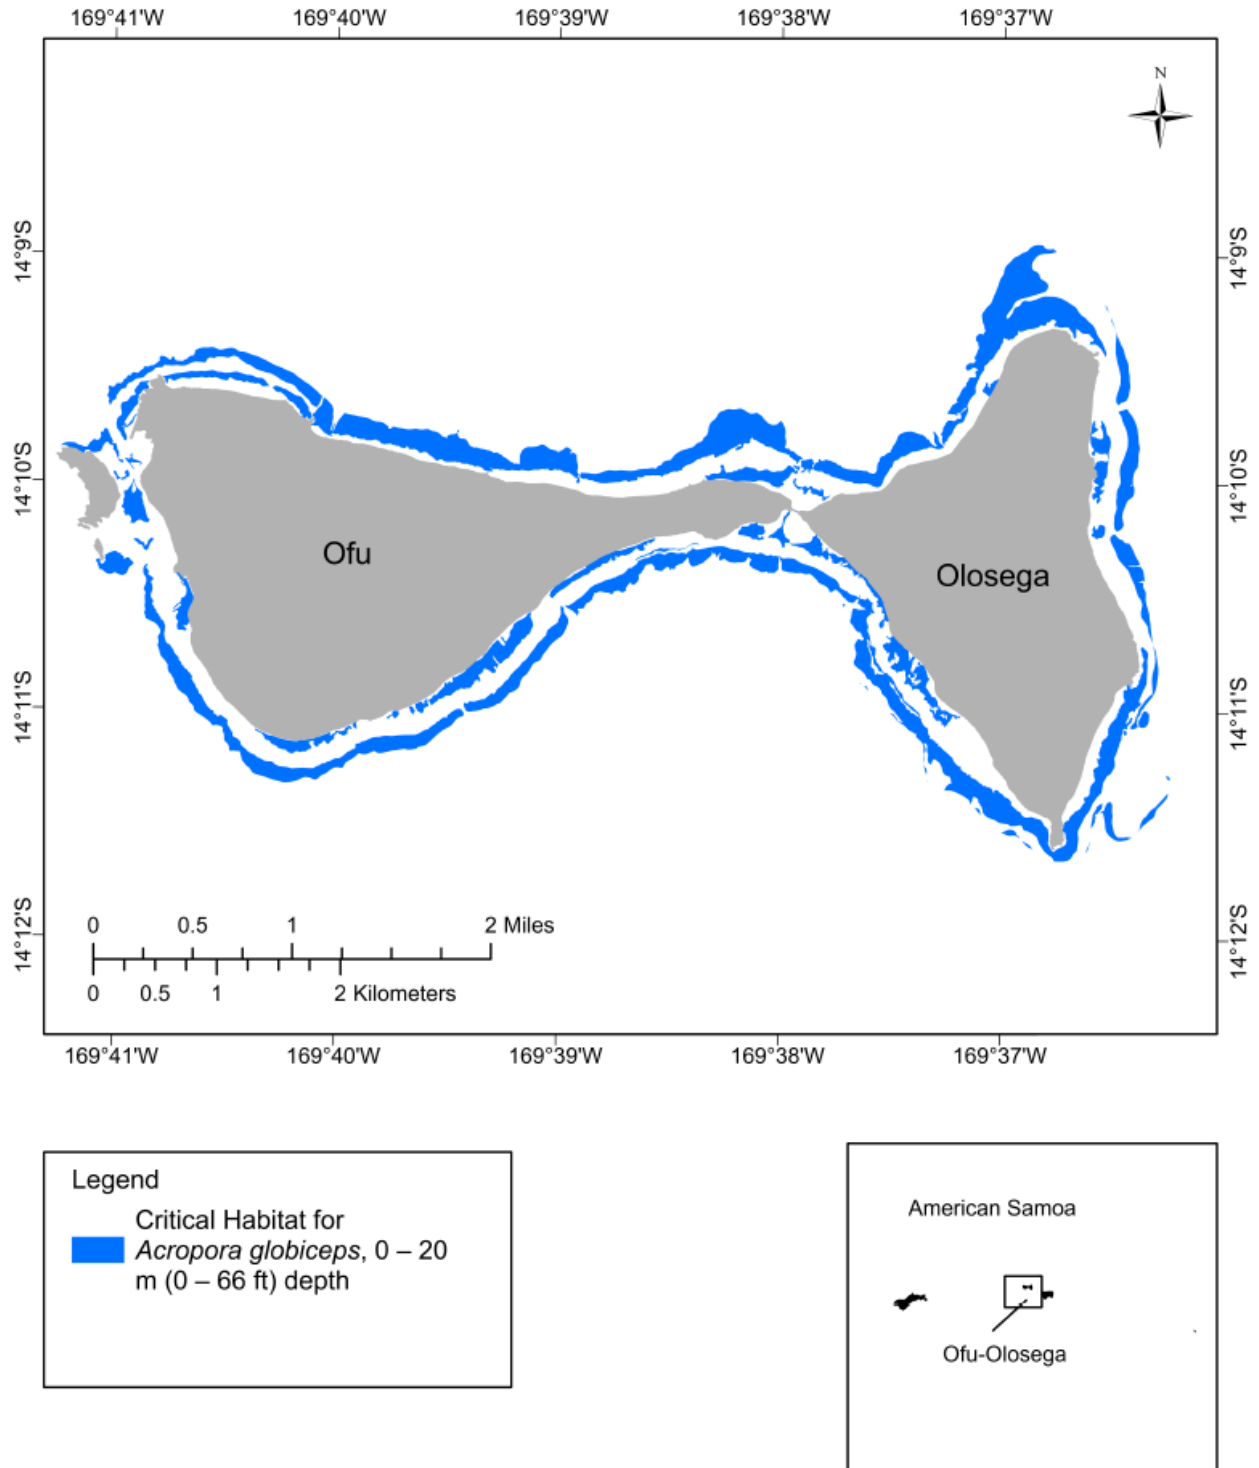 169°41'W 169°40'W 169°39'W 169°38'W 169°37'W
N
14°9'S 14°9'S
14°10'S 14°10'S
Ofu
Olosega
14°11'S 14°11'S
0 0.5 1 2 Miles
14°12'S 14°12'S
0 0.5 1 2 Kilometers
169°41'W 169°40'W 169°39'W 169°38'W 169°37'W
Legend
Critical Habitat for
Acropora globiceps, 0 – 20
m (0 – 66 ft) depth
American Samoa
Ofu-Olosega